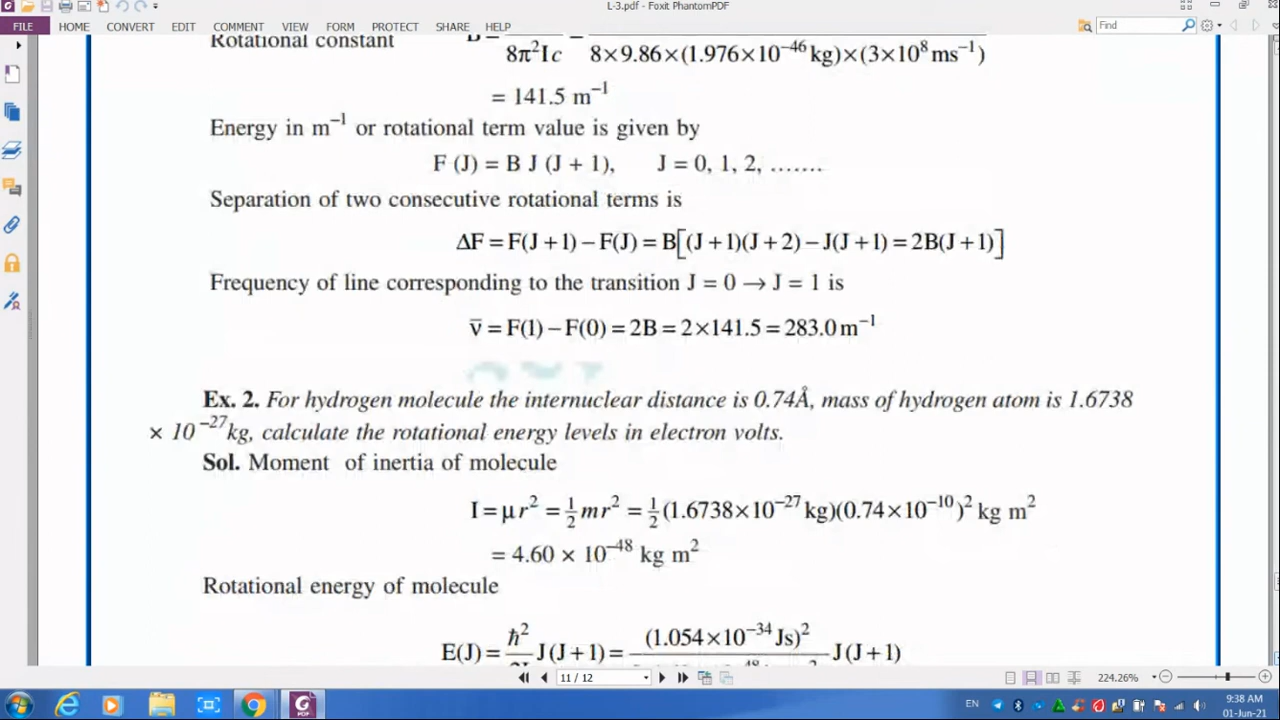 L-3.pdf - Foxit PhantomPDF
FILE HOME CONVERT EDIT COMMENT VIEW FORM PROTECT SHARE HELP Find
Rotational constant B = 8π²Ic = 8×9.86×(1.976×10⁻⁴⁶ kg)×(3×10⁸ ms⁻¹)
= 141.5 m⁻¹
Energy in m⁻¹ or rotational term value is given by
F (J) = B J (J + 1), J = 0, 1, 2, .......
Separation of two consecutive rotational terms is
ΔF = F(J+1) − F(J) = B[(J+1)(J+2) − J(J+1) = 2B(J+1)]
Frequency of line corresponding to the transition J = 0 → J = 1 is
ν̄ = F(1) − F(0) = 2B = 2×141.5 = 283.0 m⁻¹
Ex. 2. For hydrogen molecule the internuclear distance is 0.74Å, mass of hydrogen atom is 1.6738
× 10⁻²⁷kg, calculate the rotational energy levels in electron volts.
Sol. Moment of inertia of molecule
I = μr² = ½mr² = ½(1.6738×10⁻²⁷ kg)(0.74×10⁻¹⁰)² kg m²
= 4.60 × 10⁻⁴⁸ kg m²
Rotational energy of molecule
E(J) = ħ² J(J+1) = (1.054×10⁻³⁴ Js)² J(J+1)
11 / 12 224.26%
EN 9:38 AM
01-Jun-21